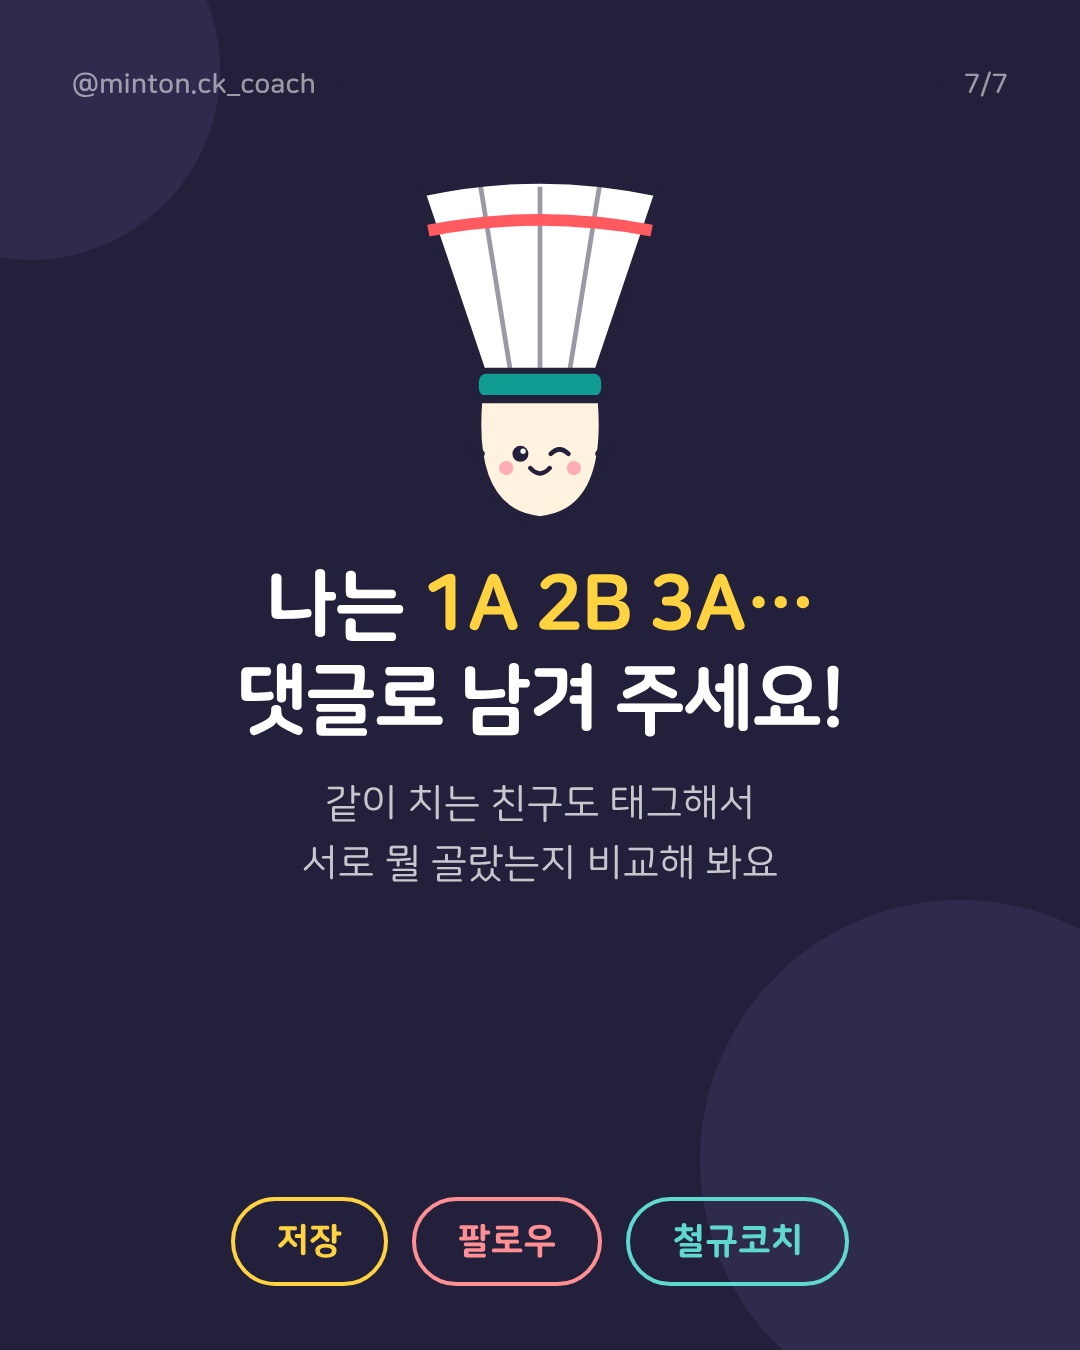 @minton.ck_coach
7/7
나는 1A 2B 3A…
댓글로 남겨 주세요!
같이 치는 친구도 태그해서
서로 뭘 골랐는지 비교해 봐요
저장
팔로우
철규코치